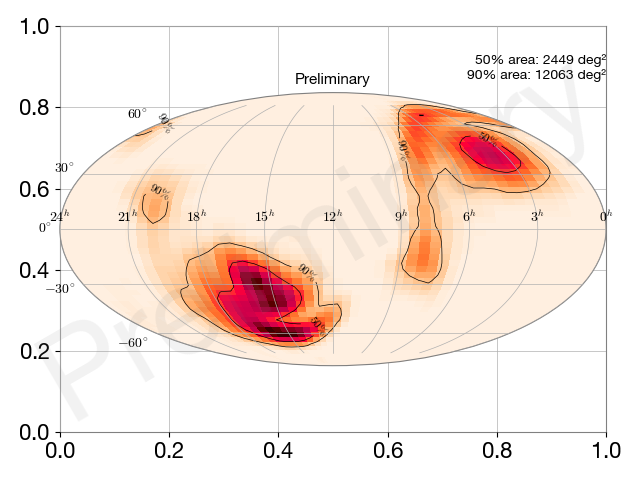 1.0
50% area: 2449 deg²
90% area: 12063 deg²
Preliminary
0.8
60° 90% 50%
90%
30°
0.6
90%
24ʰ 21ʰ 18ʰ 15ʰ 12ʰ 9ʰ 6ʰ 3ʰ 0ʰ
0°
0.4
90%
−30°
50%
−60°
0.2
Preliminary
0.0
0.0 0.2 0.4 0.6 0.8 1.0